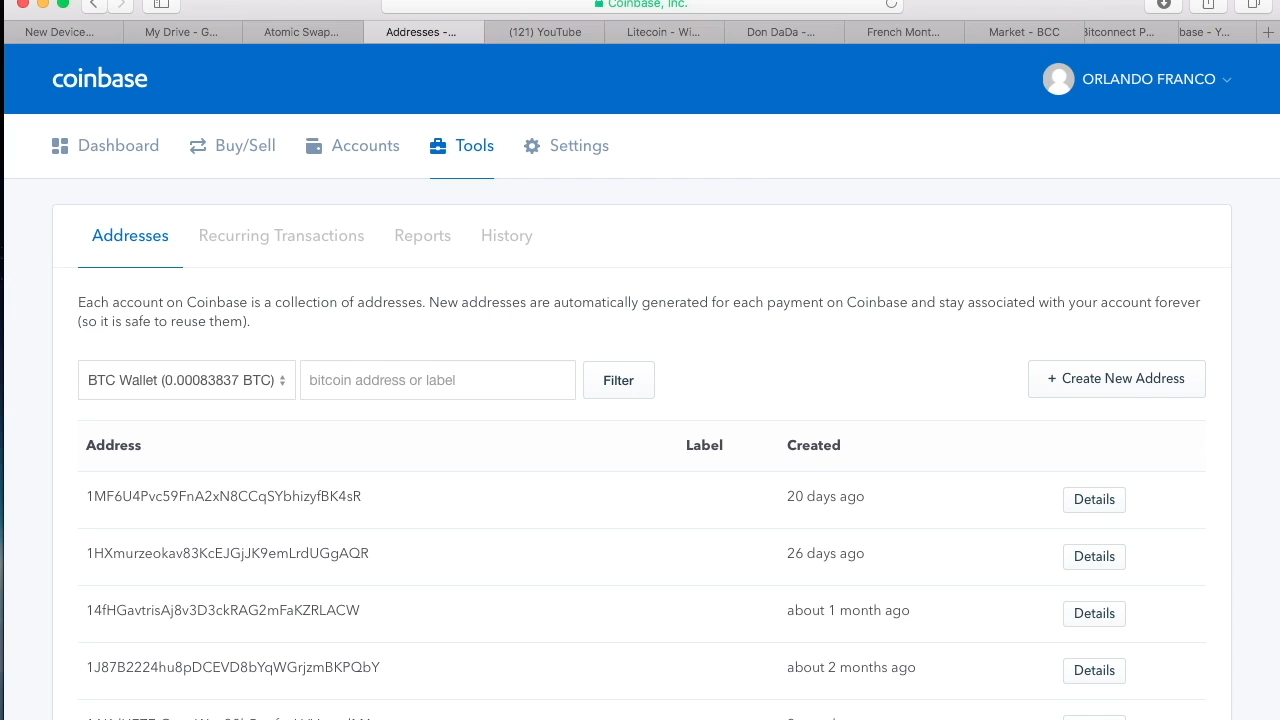 Coinbase, Inc.
New Device...
My Drive - G...
Atomic Swap...
Addresses -...
(121) YouTube
Litecoin - Wi...
Don DaDa -...
French Mont...
Market - BCC
Bitconnect P...
base - Y...
coinbase
ORLANDO FRANCO
Dashboard
Buy/Sell
Accounts
Tools
Settings
Addresses
Recurring Transactions
Reports
History
Each account on Coinbase is a collection of addresses. New addresses are automatically generated for each payment on Coinbase and stay associated with your account forever
(so it is safe to reuse them).
BTC Wallet (0.00083837 BTC)
bitcoin address or label
Filter
+ Create New Address
Address Label Created
1MF6U4Pvc59FnA2xN8CCqSYbhizyfBK4sR 20 days ago Details
1HXmurzeokav83KcEJGjJK9emLrdUGgAQR 26 days ago Details
14fHGavtrisAj8v3D3ckRAG2mFaKZRLACW about 1 month ago Details
1J87B2224hu8pDCEVD8bYqWGrjzmBKPQbY about 2 months ago Details